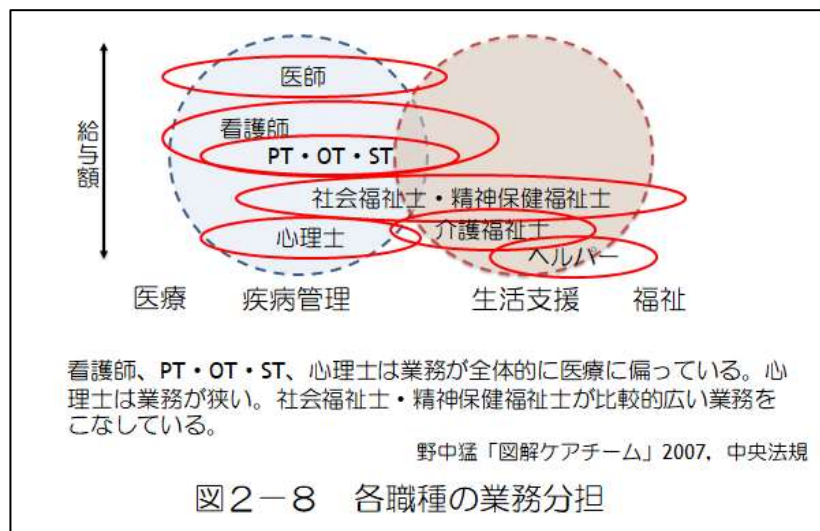 給与額
医師
看護師
PT・OT・ST
社会福祉士・精神保健福祉士
介護福祉士
心理士
ヘルパー
医療 疾病管理 生活支援 福祉
看護師、PT・OT・ST、心理士は業務が全体的に医療に偏っている。心
理士は業務が狭い。社会福祉士・精神保健福祉士が比較的広い業務を
こなしている。
野中猛「図解ケアチーム」2007，中央法規
図２－８ 各職種の業務分担